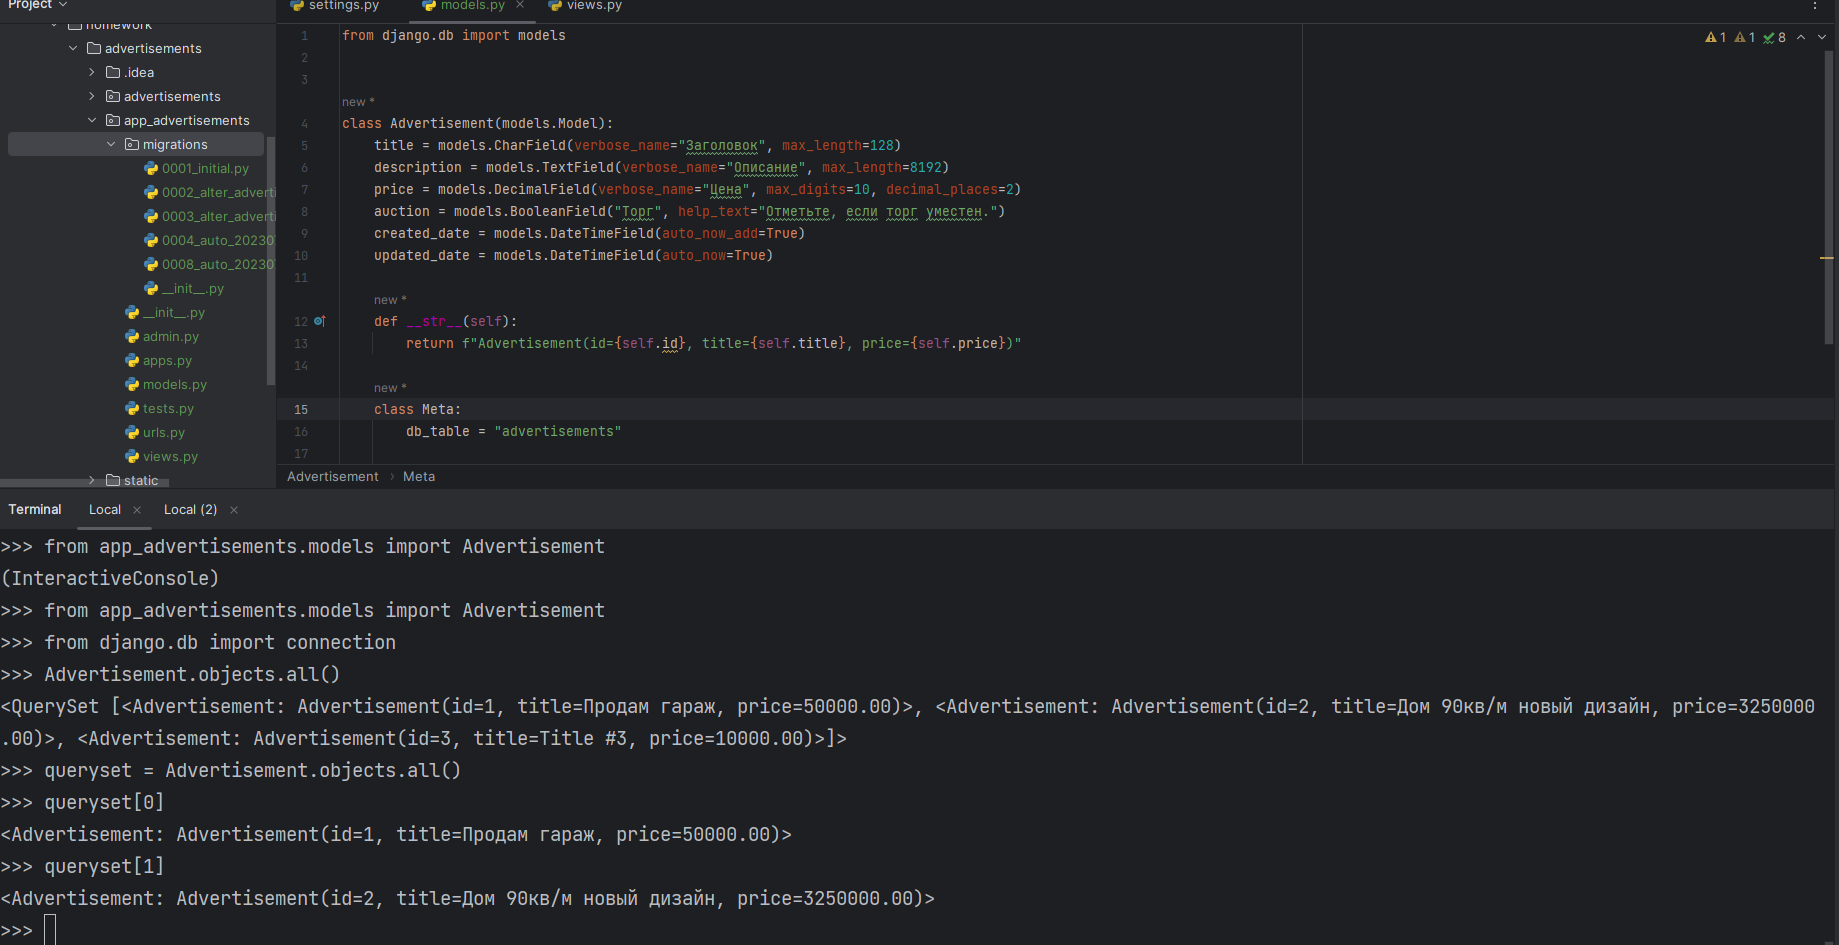 Project
settings.py
models.py
views.py
homework
advertisements
.idea
advertisements
app_advertisements
migrations
0001_initial.py
0002_alter_adverti
0003_alter_adverti
0004_auto_20230
0008_auto_20230
__init__.py
__init__.py
admin.py
apps.py
models.py
tests.py
urls.py
views.py
static
1 1 8
1 from django.db import models
2
3
new *
4 class Advertisement(models.Model):
5 title = models.CharField(verbose_name="Заголовок", max_length=128)
6 description = models.TextField(verbose_name="Описание", max_length=8192)
7 price = models.DecimalField(verbose_name="Цена", max_digits=10, decimal_places=2)
8 auction = models.BooleanField("Торг", help_text="Отметьте, если торг уместен.")
9 created_date = models.DateTimeField(auto_now_add=True)
10 updated_date = models.DateTimeField(auto_now=True)
11
new *
12 def __str__(self):
13 return f"Advertisement(id={self.id}, title={self.title}, price={self.price})"
14
new *
15 class Meta:
16 db_table = "advertisements"
17
Advertisement › Meta
Terminal Local × Local (2) ×
>>> from app_advertisements.models import Advertisement
(InteractiveConsole)
>>> from app_advertisements.models import Advertisement
>>> from django.db import connection
>>> Advertisement.objects.all()
<QuerySet [<Advertisement: Advertisement(id=1, title=Продам гараж, price=50000.00)>, <Advertisement: Advertisement(id=2, title=Дом 90кв/м новый дизайн, price=3250000
.00)>, <Advertisement: Advertisement(id=3, title=Title #3, price=10000.00)>]>
>>> queryset = Advertisement.objects.all()
>>> queryset[0]
<Advertisement: Advertisement(id=1, title=Продам гараж, price=50000.00)>
>>> queryset[1]
<Advertisement: Advertisement(id=2, title=Дом 90кв/м новый дизайн, price=3250000.00)>
>>>